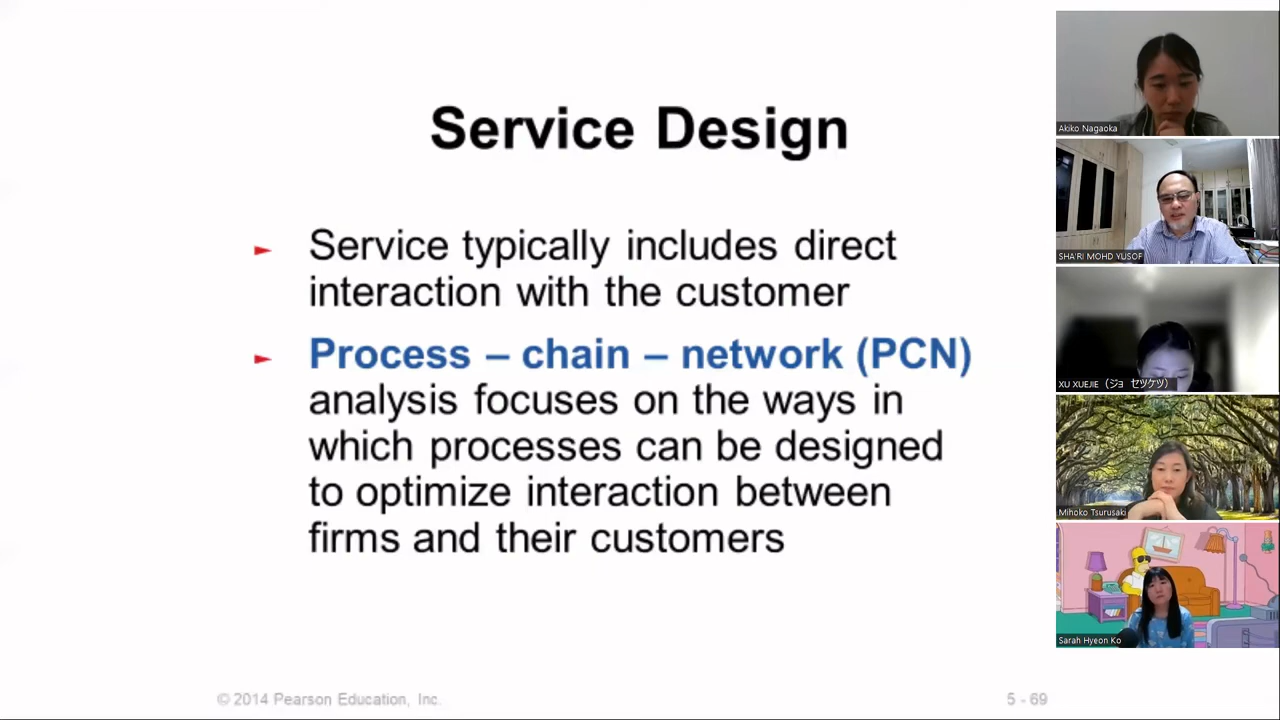 Service Design
► Service typically includes direct
interaction with the customer
► Process – chain – network (PCN)
analysis focuses on the ways in
which processes can be designed
to optimize interaction between
firms and their customers
© 2014 Pearson Education, Inc.
5 - 69
Akiko Nagaoka
SHA'RI MOHD YUSOF
XU XUEJIE（ジョ　セツケツ）
Mihoko Tsurusaki
Sarah Hyeon Ko